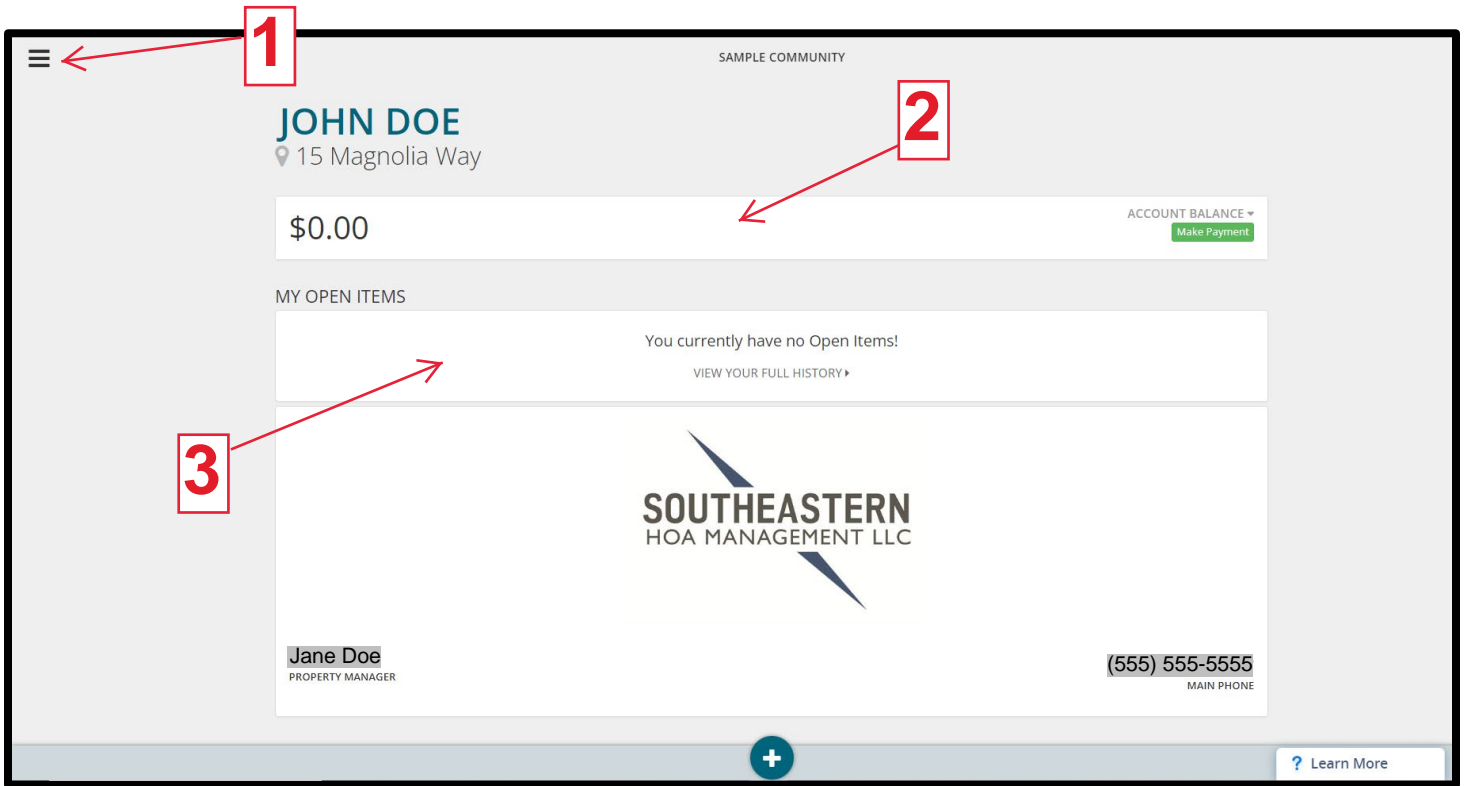 1
SAMPLE COMMUNITY
2
JOHN DOE
15 Magnolia Way
$0.00
ACCOUNT BALANCE
Make Payment
MY OPEN ITEMS
You currently have no Open Items!
VIEW YOUR FULL HISTORY
3
SOUTHEASTERN
HOA MANAGEMENT LLC
Jane Doe
PROPERTY MANAGER
(555) 555-5555
MAIN PHONE
+
? Learn More